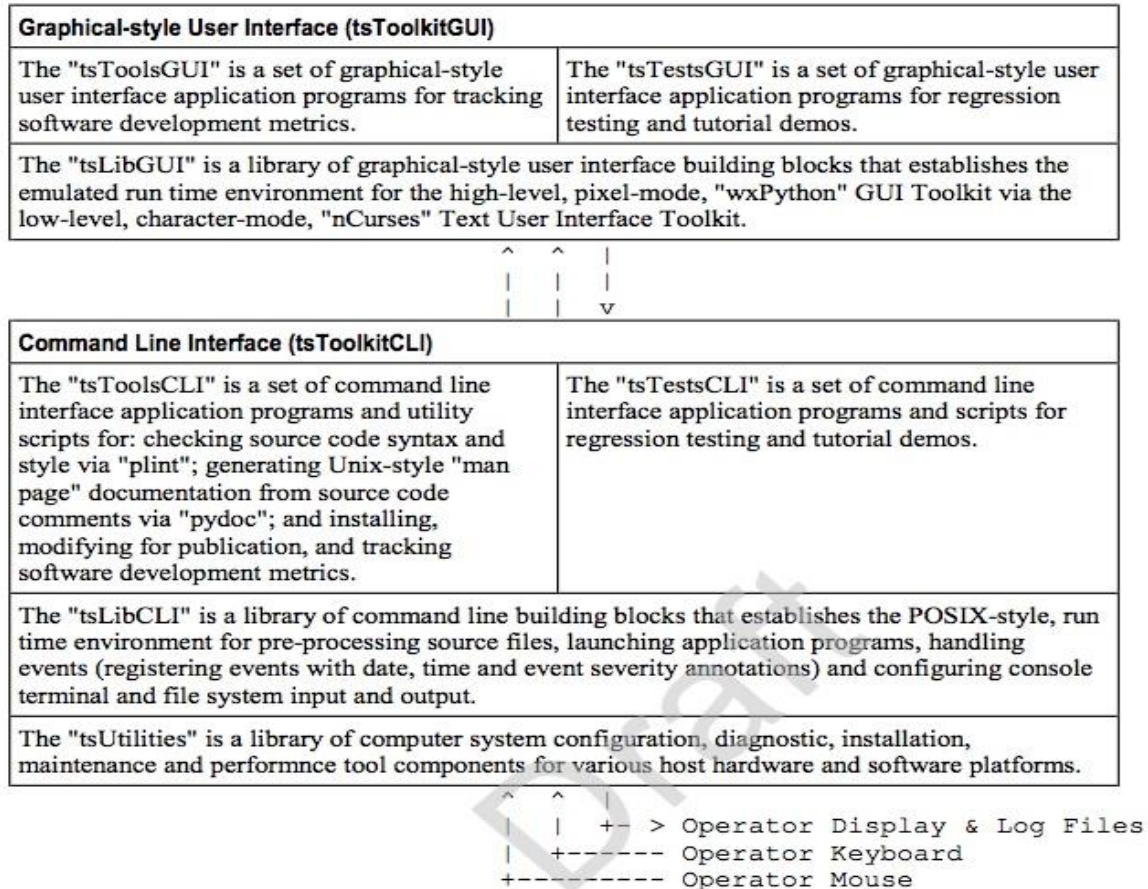 Graphical-style User Interface (tsToolkitGUI)
The "tsToolsGUI" is a set of graphical-style
user interface application programs for tracking
software development metrics.
The "tsTestsGUI" is a set of graphical-style user
interface application programs for regression
testing and tutorial demos.
The "tsLibGUI" is a library of graphical-style user interface building blocks that establishes the
emulated run time environment for the high-level, pixel-mode, "wxPython" GUI Toolkit via the
low-level, character-mode, "nCurses" Text User Interface Toolkit.
^ ^ |
| | |
| | v
Command Line Interface (tsToolkitCLI)
The "tsToolsCLI" is a set of command line
interface application programs and utility
scripts for: checking source code syntax and
style via "plint"; generating Unix-style "man
page" documentation from source code
comments via "pydoc"; and installing,
modifying for publication, and tracking
software development metrics.
The "tsTestsCLI" is a set of command line
interface application programs and scripts for
regression testing and tutorial demos.
The "tsLibCLI" is a library of command line building blocks that establishes the POSIX-style, run
time environment for pre-processing source files, launching application programs, handling
events (registering events with date, time and event severity annotations) and configuring console
terminal and file system input and output.
The "tsUtilities" is a library of computer system configuration, diagnostic, installation,
maintenance and performnce tool components for various host hardware and software platforms.
^ ^ |
| | +- > Operator Display & Log Files
| +------ Operator Keyboard
+--------- Operator Mouse
Draft